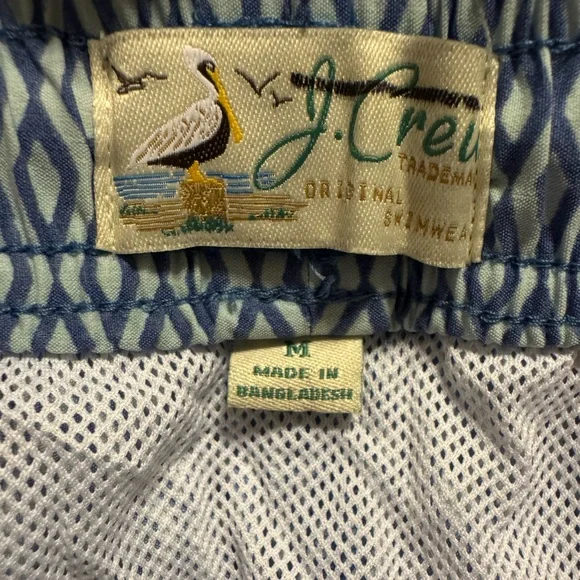 J. Crew
TRADEMA
ORIGINAL
SWIMWEA
M
MADE IN
BANGLADESH